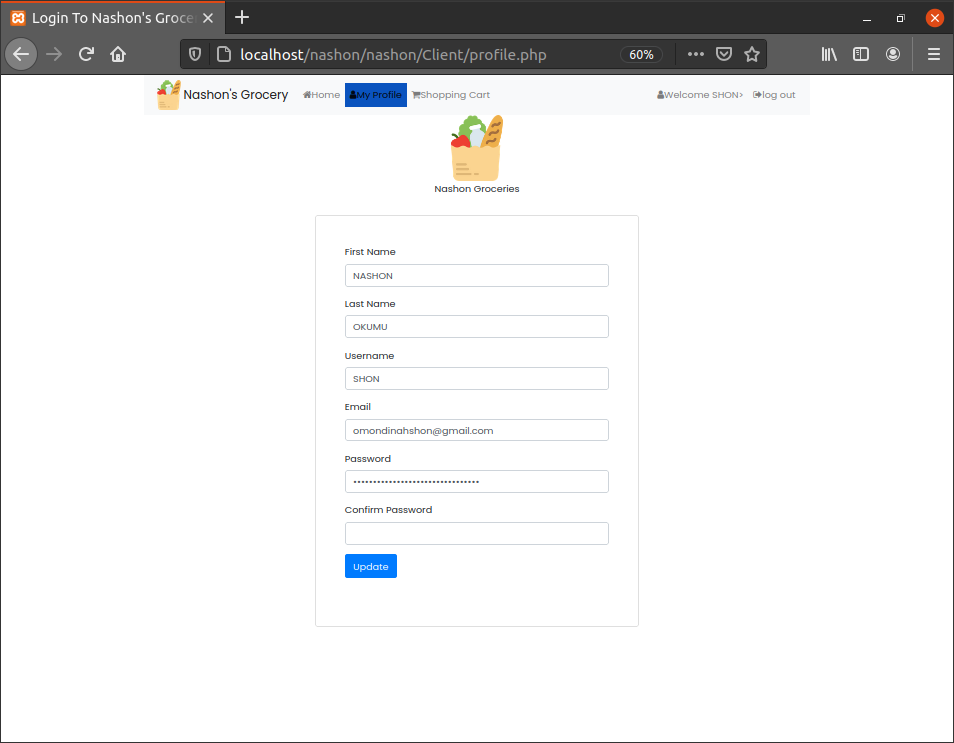 Login To Nashon's Groce
localhost/nashon/nashon/Client/profile.php
60%
Nashon's Grocery
Home
My Profile
Shopping Cart
Welcome SHON>
log out
Nashon Groceries
First Name
NASHON
Last Name
OKUMU
Username
SHON
Email
omondinahshon@gmail.com
Password
••••••••••••••••••••••••••••••••
Confirm Password
Update